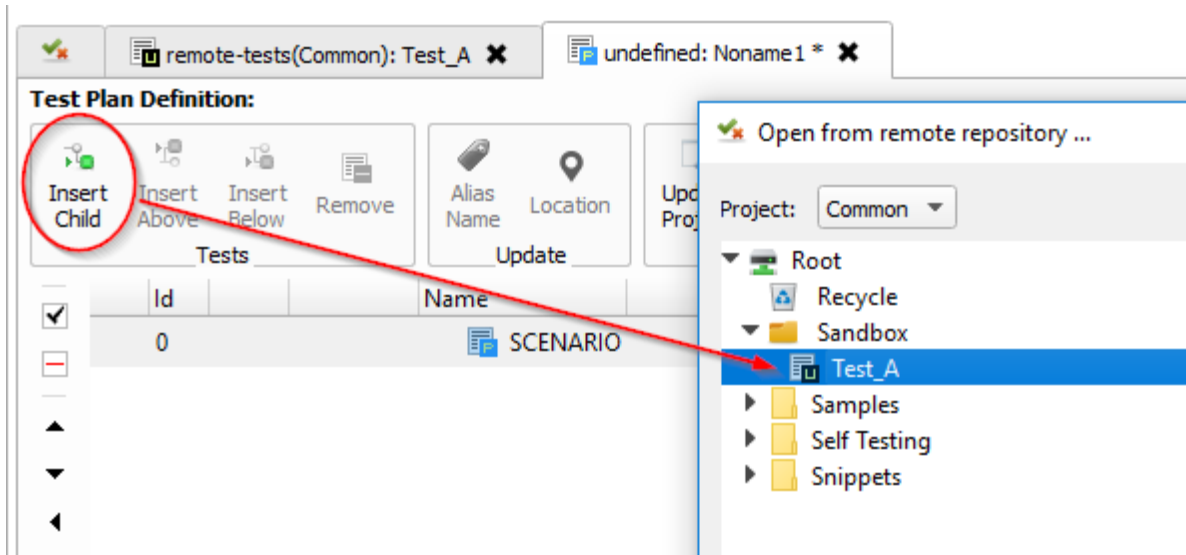 remote-tests(Common): Test_A
undefined: Noname1 *
Test Plan Definition:
Insert Child
Insert Above
Insert Below
Remove
Tests
Alias Name
Location
Update
Id
Name
0
SCENARIO
Open from remote repository ...
Project: Common
Root
Recycle
Sandbox
Test_A
Samples
Self Testing
Snippets